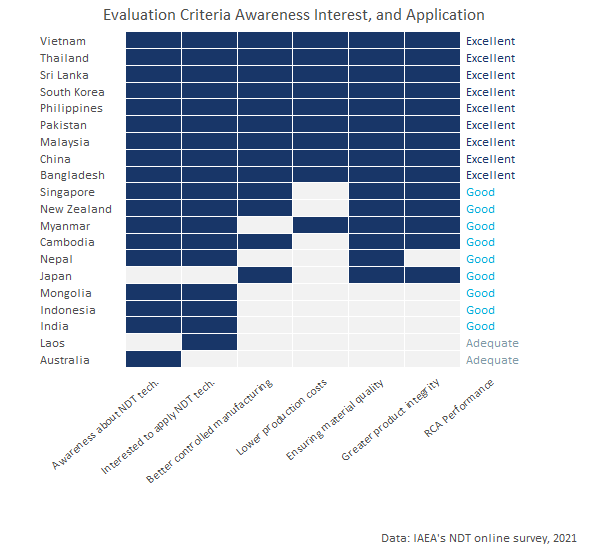 Evaluation Criteria Awareness Interest, and Application
Vietnam Excellent
Thailand Excellent
Sri Lanka Excellent
South Korea Excellent
Philippines Excellent
Pakistan Excellent
Malaysia Excellent
China Excellent
Bangladesh Excellent
Singapore Good
New Zealand Good
Myanmar Good
Cambodia Good
Nepal Good
Japan Good
Mongolia Good
Indonesia Good
India Good
Laos Adequate
Australia Adequate
Awareness about NDT tech.
Interested to apply NDT tech.
Better controlled manufacturing
Lower production costs
Ensuring material quality
Greater product integrity
RCA Performance
Data: IAEA's NDT online survey, 2021